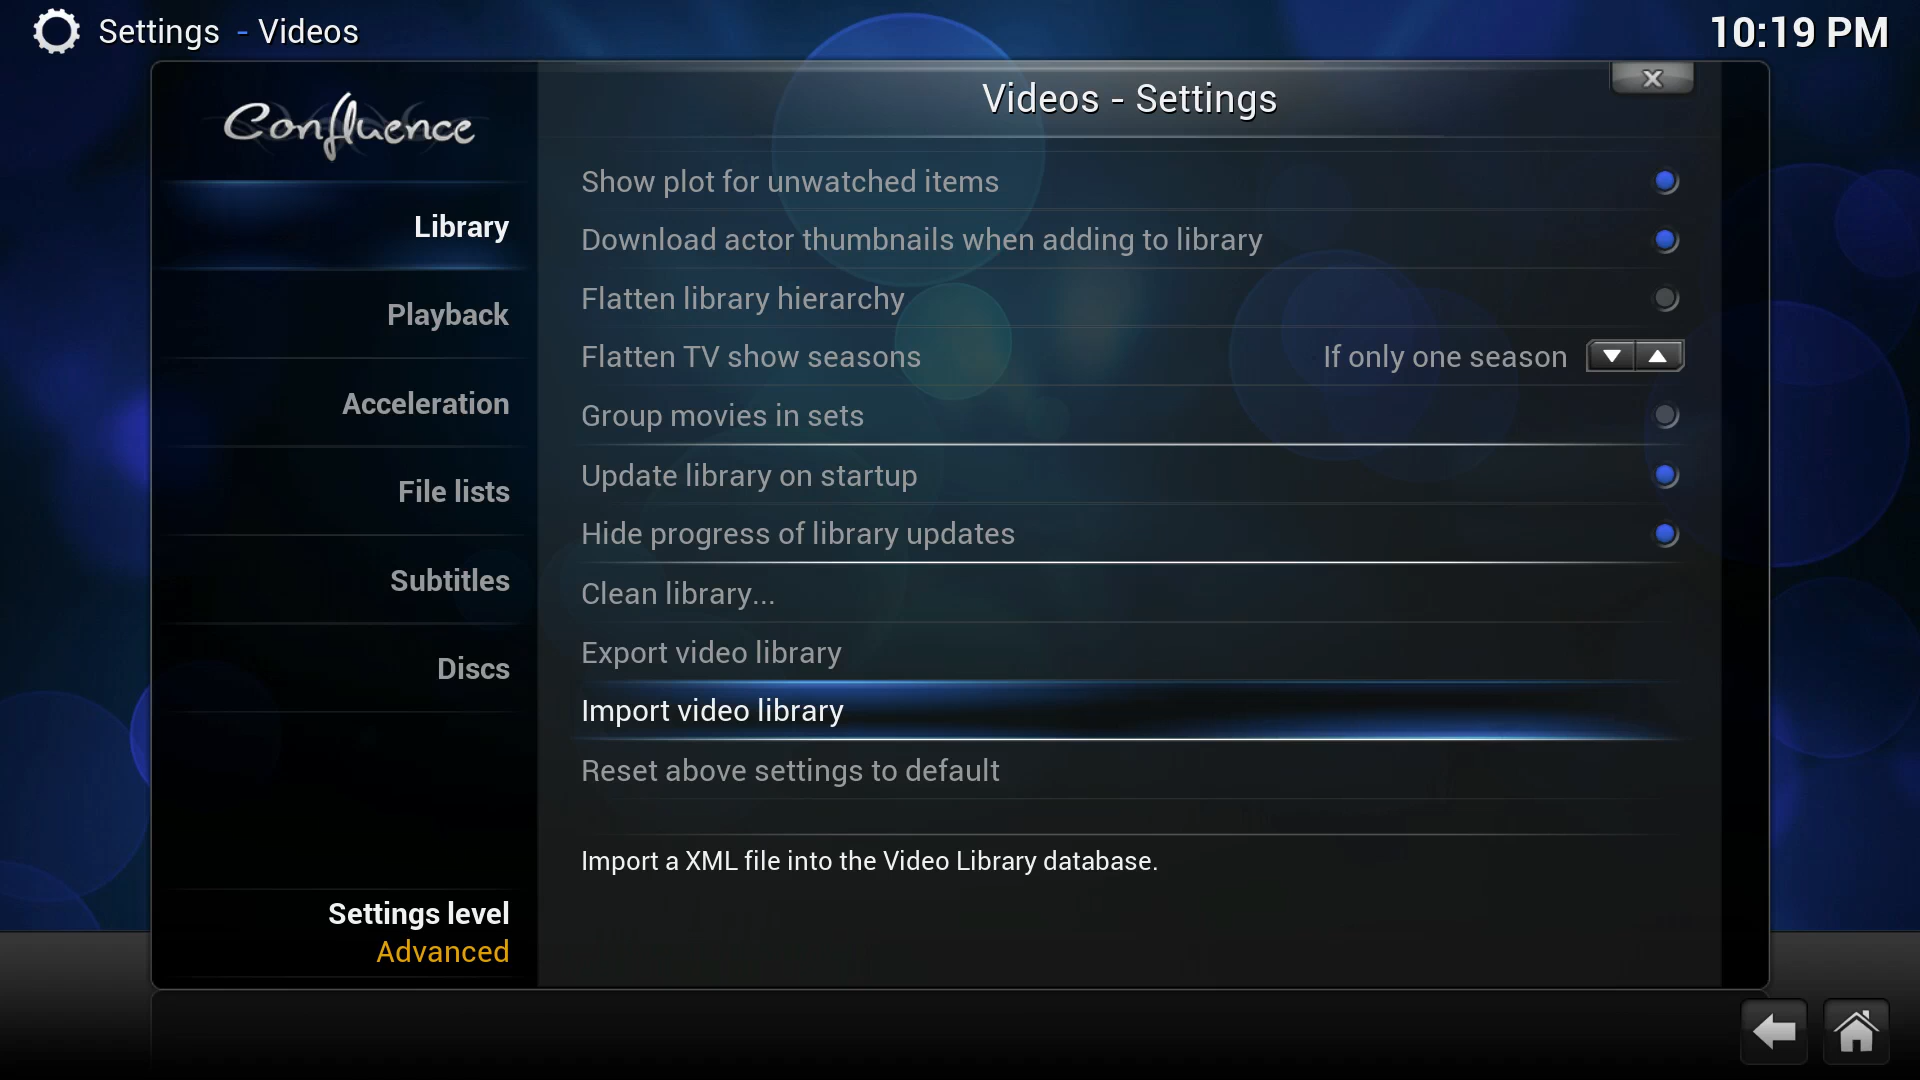 Settings - Videos
10:19 PM
Confluence
Videos - Settings
X
Library
Playback
Acceleration
File lists
Subtitles
Discs
Settings level
Advanced
Show plot for unwatched items
Download actor thumbnails when adding to library
Flatten library hierarchy
Flatten TV show seasons If only one season
Group movies in sets
Update library on startup
Hide progress of library updates
Clean library...
Export video library
Import video library
Reset above settings to default
Import a XML file into the Video Library database.